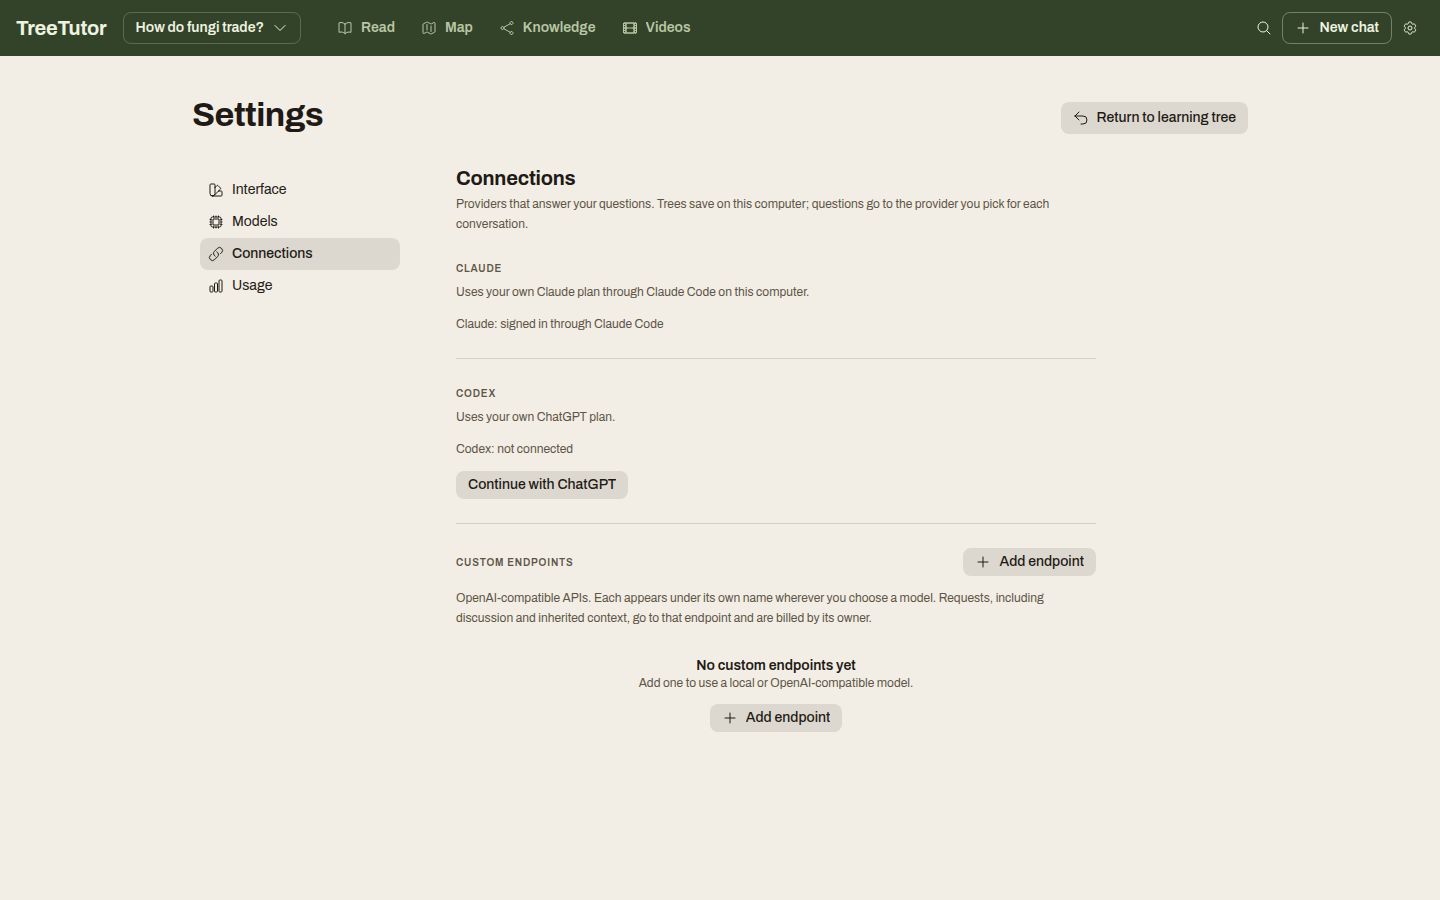 TreeTutor
How do fungi trade?
Read
Map
Knowledge
Videos
New chat
Settings
Return to learning tree
Interface
Models
Connections
Usage
Connections
Providers that answer your questions. Trees save on this computer; questions go to the provider you pick for each
conversation.
CLAUDE
Uses your own Claude plan through Claude Code on this computer.
Claude: signed in through Claude Code
CODEX
Uses your own ChatGPT plan.
Codex: not connected
Continue with ChatGPT
CUSTOM ENDPOINTS
Add endpoint
OpenAI-compatible APIs. Each appears under its own name wherever you choose a model. Requests, including
discussion and inherited context, go to that endpoint and are billed by its owner.
No custom endpoints yet
Add one to use a local or OpenAI-compatible model.
Add endpoint